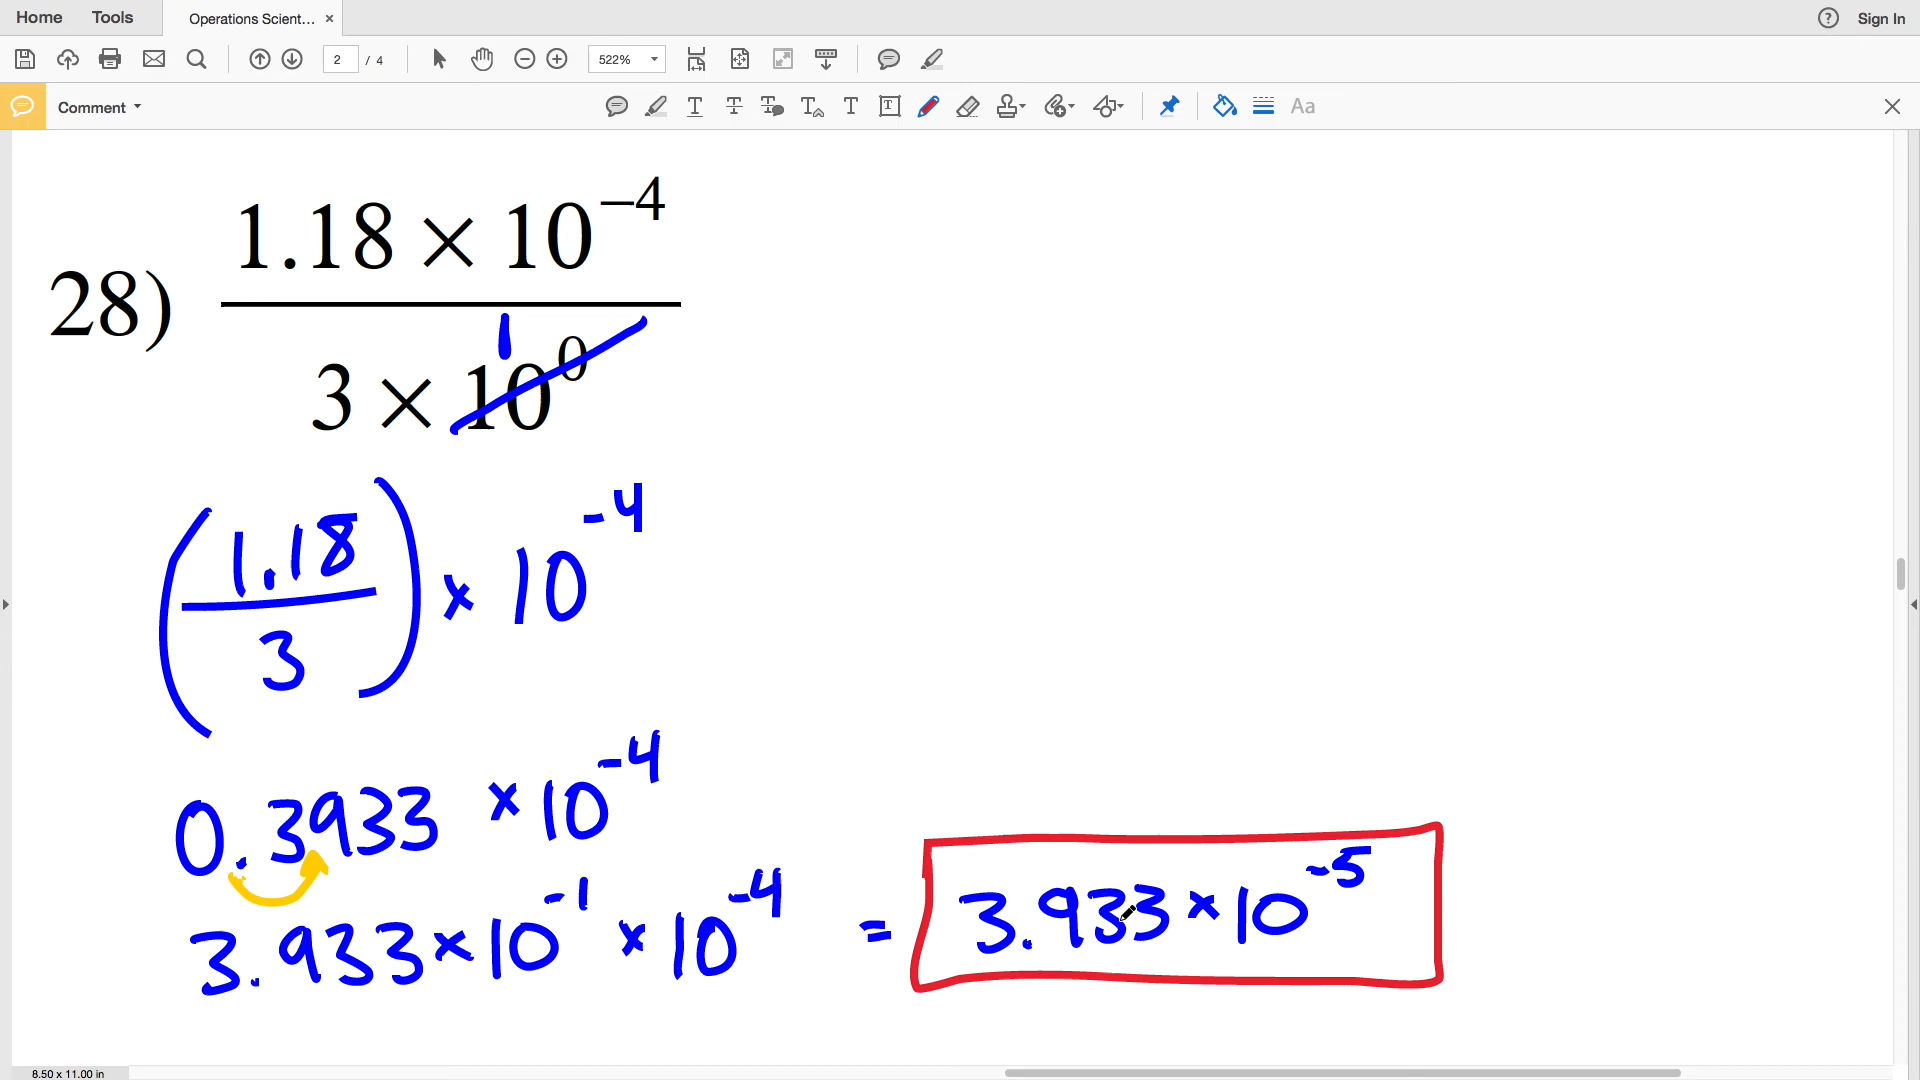 Home Tools Operations Scient... × ? Sign In
2 / 4 522%
Comment T T T T T T Aa
1.18 × 10⁻⁴
28)
1
3 × 10⁰
(1.18 / 3) × 10⁻⁴
0.3933 × 10⁻⁴
3.933 × 10⁻¹ × 10⁻⁴ = 3.933 × 10⁻⁵
8.50 x 11.00 in